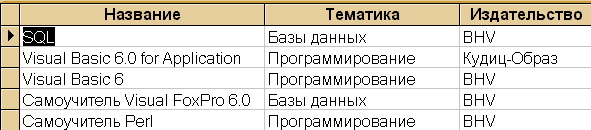 Название Тематика Издательство
SQL Базы данных BHV
Visual Basic 6.0 for Application Программирование Кудиц-Образ
Visual Basic 6 Программирование BHV
Самоучитель Visual FoxPro 6.0 Базы данных BHV
Самоучитель Perl Программирование BHV